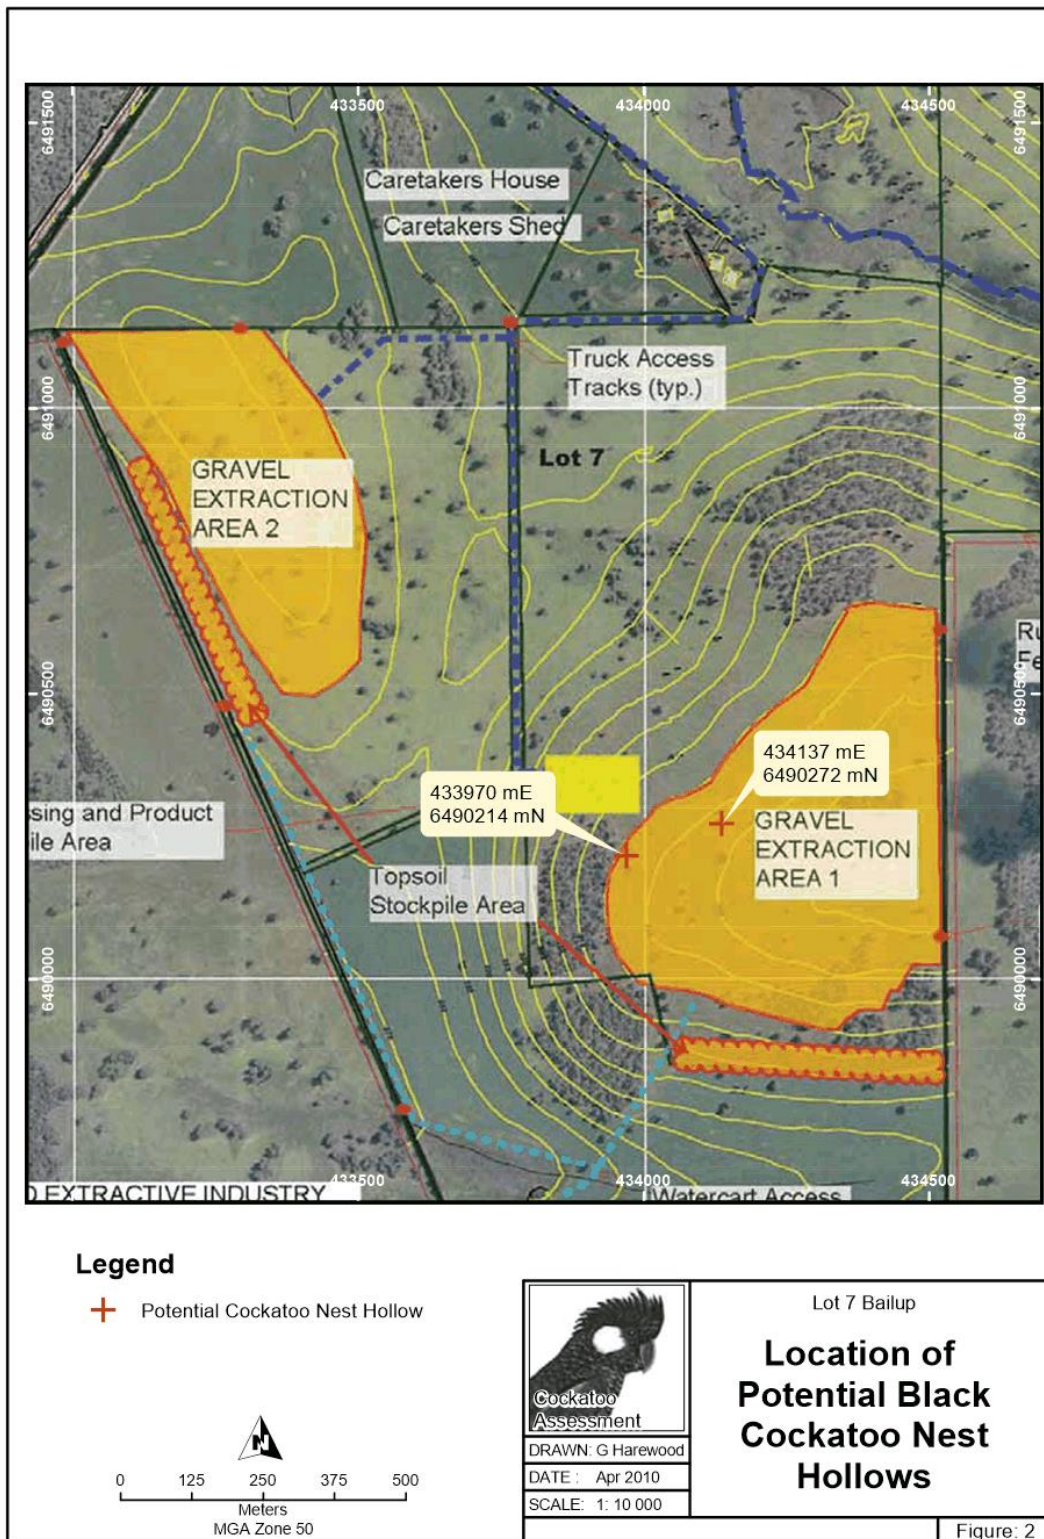 433500
434000
434500
6491500
6491500
Caretakers House
Caretakers Shed
Truck Access
Tracks (typ.)
6491000
6491000
Lot 7
GRAVEL
EXTRACTION
AREA 2
6490500
6490500
Ru
Fe
434137 mE
6490272 mN
433970 mE
6490214 mN
GRAVEL
EXTRACTION
AREA 1
ssing and Product
ile Area
Topsoil
Stockpile Area
6490000
6490000
433500
434000
434500
D EXTRACTIVE INDUSTRY
Watercart Access
Legend
Potential Cockatoo Nest Hollow
N
0 125 250 375 500
Meters
MGA Zone 50
Cockatoo
Assessment
DRAWN: G Harewood
DATE : Apr 2010
SCALE: 1: 10 000
Lot 7 Bailup
Location of
Potential Black
Cockatoo Nest
Hollows
Figure: 2